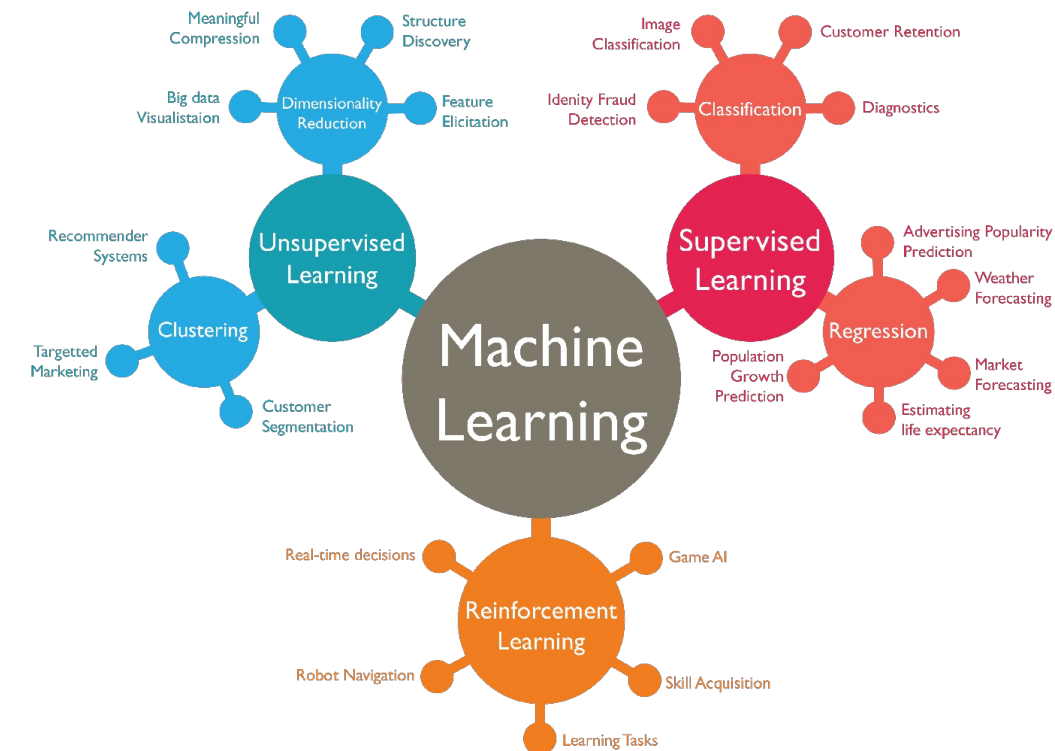 Meaningful
Compression
Structure
Discovery
Big data
Visualistaion
Dimensionality
Reduction
Feature
Elicitation
Image
Classification
Customer Retention
Idenity Fraud
Detection
Classification
Diagnostics
Unsupervised
Learning
Supervised
Learning
Recommender
Systems
Clustering
Targetted
Marketing
Customer
Segmentation
Machine
Learning
Advertising Popularity
Prediction
Weather
Forecasting
Regression
Population
Growth
Prediction
Market
Forecasting
Estimating
life expectancy
Real-time decisions
Game AI
Reinforcement
Learning
Robot Navigation
Skill Acquisition
Learning Tasks